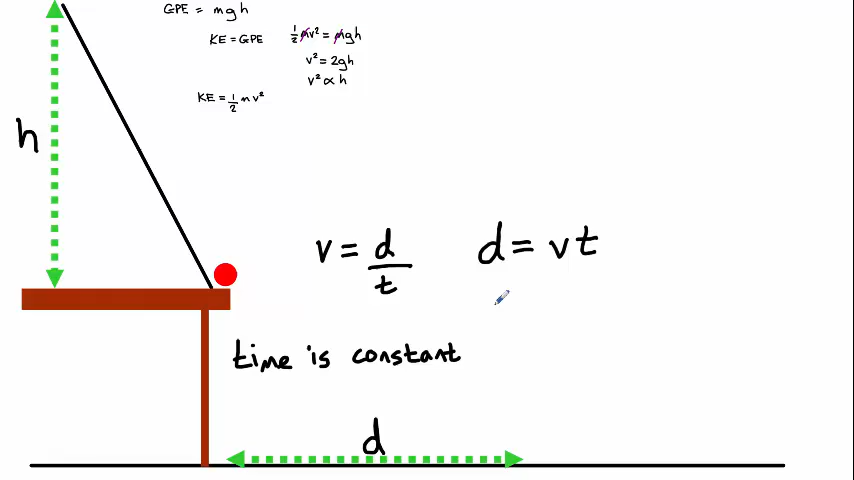 GPE = mgh
KE = GPE ½mv² = mgh
v² = 2gh
v² ∝ h
KE = ½mv²
h
v = d/t
d = vt
time is constant
d